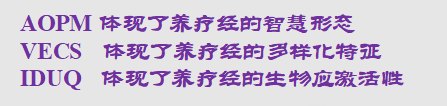 AOPM 体现了养疗经的智慧形态
VECS 体现了养疗经的多样化特征
IDUQ 体现了养疗经的生物应激活性